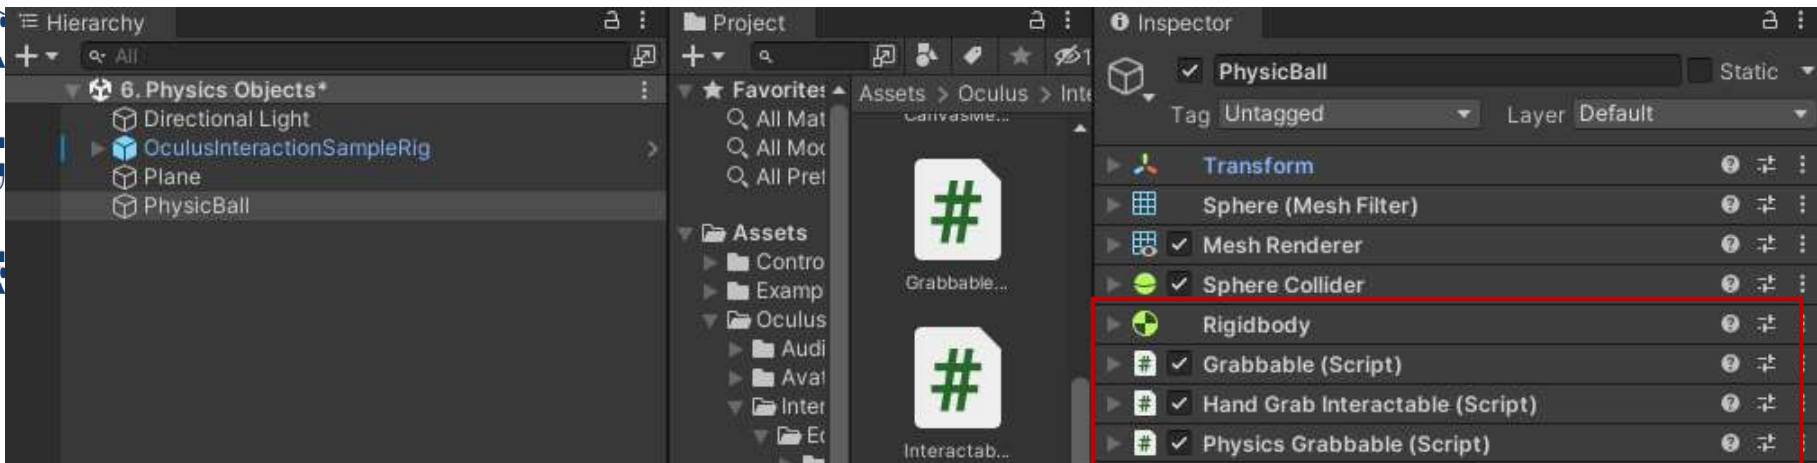 Hierarchy
All
6. Physics Objects*
Directional Light
OculusInteractionSampleRig
Plane
PhysicBall
Project
Favorites
All Mat
All Mod
All Pref
Assets
Contro
Examp
Oculus
Audi
Avat
Inter
Ed
Assets > Oculus > Inte
CanvasMe...
Grabbable...
Interactab...
Inspector
PhysicBall
Static
Tag Untagged
Layer Default
Transform
Sphere (Mesh Filter)
Mesh Renderer
Sphere Collider
Rigidbody
# Grabbable (Script)
# Hand Grab Interactable (Script)
# Physics Grabbable (Script)